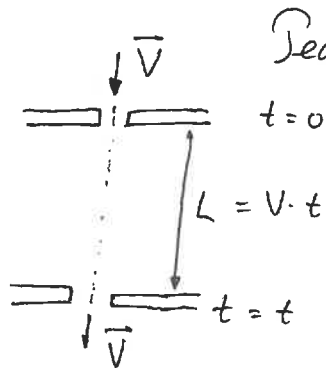 V⃗
t = 0
L = V · t
t = t
V⃗